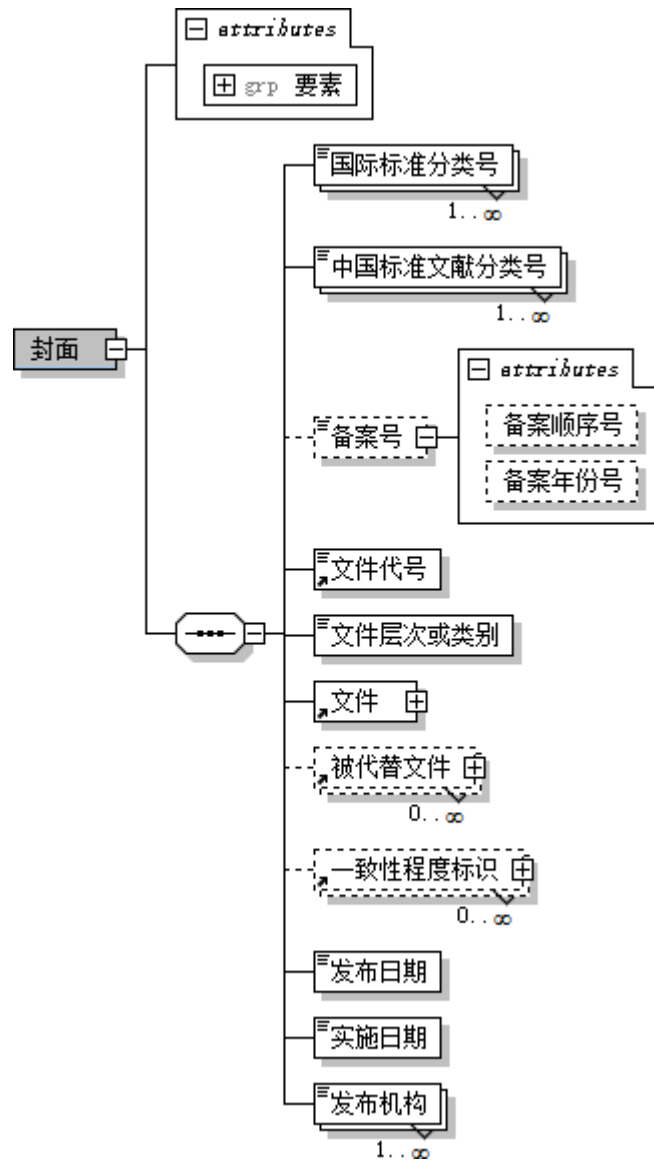 attributes
grp 要素
国际标准分类号
1..∞
中国标准文献分类号
1..∞
封面
attributes
备案号
备案顺序号
备案年份号
文件代号
文件层次或类别
文件
被代替文件
0..∞
一致性程度标识
0..∞
发布日期
实施日期
发布机构
1..∞